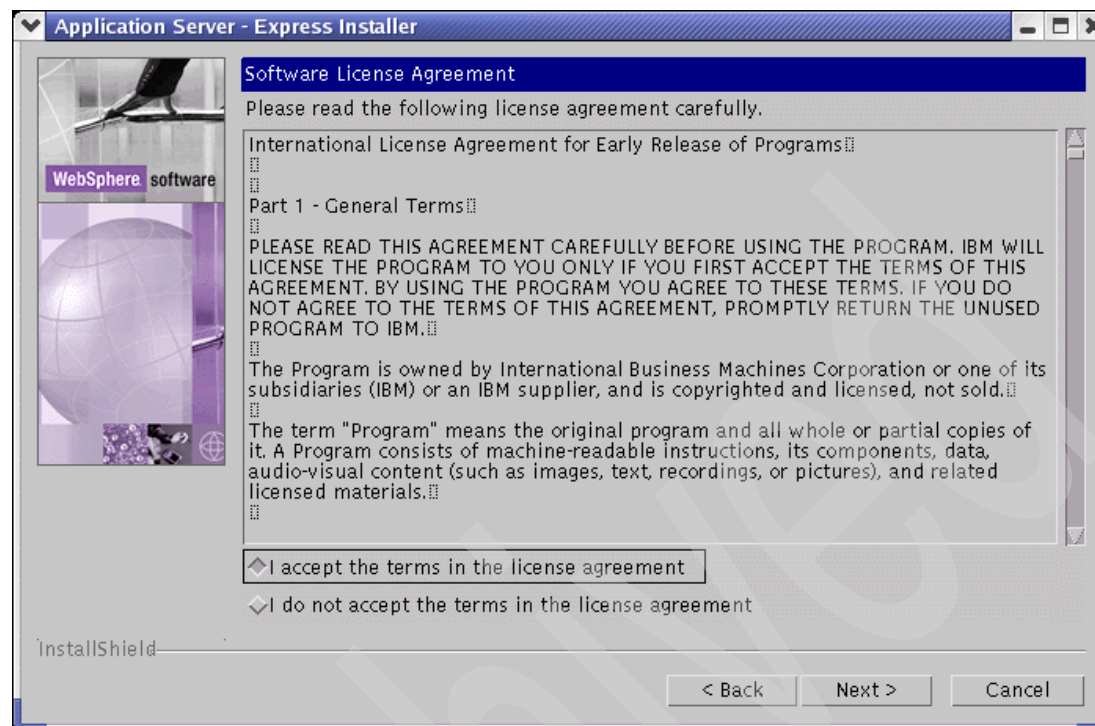 Application Server - Express Installer
WebSphere software
Software License Agreement
Please read the following license agreement carefully.
International License Agreement for Early Release of Programs
Part 1 - General Terms
PLEASE READ THIS AGREEMENT CAREFULLY BEFORE USING THE PROGRAM. IBM WILL
LICENSE THE PROGRAM TO YOU ONLY IF YOU FIRST ACCEPT THE TERMS OF THIS
AGREEMENT. BY USING THE PROGRAM YOU AGREE TO THESE TERMS. IF YOU DO
NOT AGREE TO THE TERMS OF THIS AGREEMENT, PROMPTLY RETURN THE UNUSED
PROGRAM TO IBM.
The Program is owned by International Business Machines Corporation or one of its
subsidiaries (IBM) or an IBM supplier, and is copyrighted and licensed, not sold.
The term "Program" means the original program and all whole or partial copies of
it. A Program consists of machine-readable instructions, its components, data,
audio-visual content (such as images, text, recordings, or pictures), and related
licensed materials.
I accept the terms in the license agreement
I do not accept the terms in the license agreement
InstallShield
< Back
Next >
Cancel